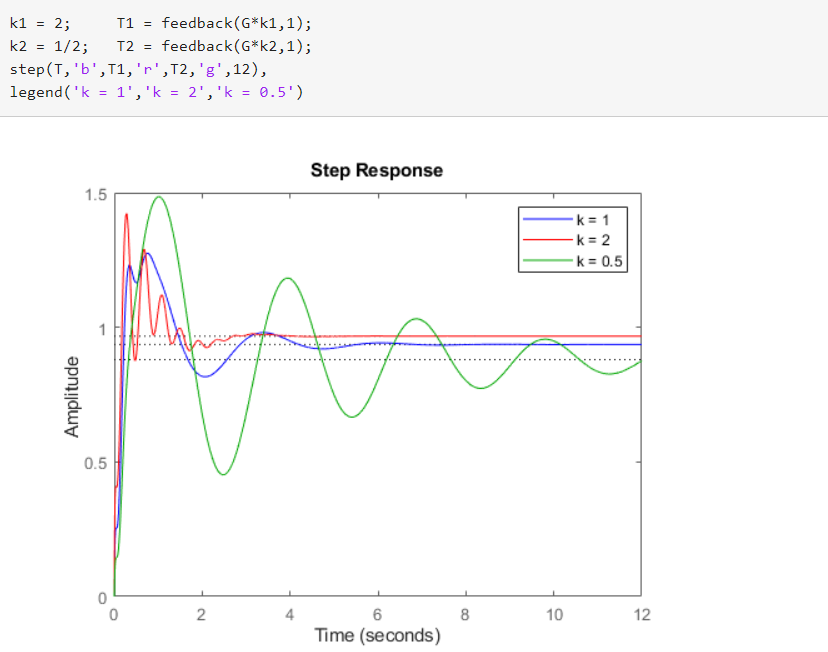 k1 = 2;     T1 = feedback(G*k1,1);
k2 = 1/2;   T2 = feedback(G*k2,1);
step(T,'b',T1,'r',T2,'g',12),
legend('k = 1','k = 2','k = 0.5')
Step Response
1.5
1
0.5
0
Amplitude
k = 1
k = 2
k = 0.5
0 2 4 6 8 10 12
Time (seconds)